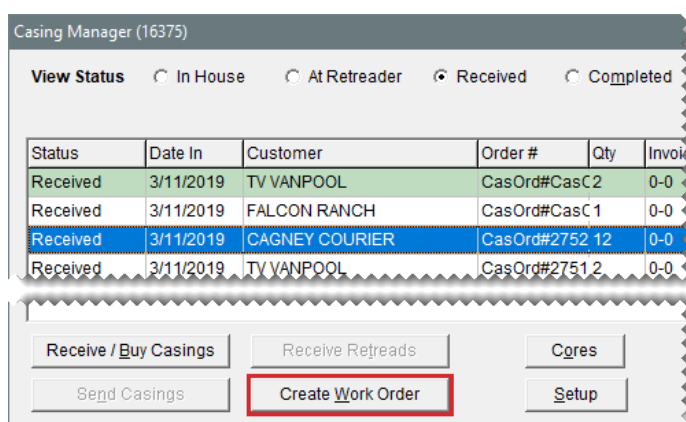 Casing Manager (16375)
View Status In House At Retreader Received Completed
Status Date In Customer Order # Qty Invoic
Received 3/11/2019 TV VANPOOL CasOrd#CasC 2 0-0
Received 3/11/2019 FALCON RANCH CasOrd#CasC 1 0-0
Received 3/11/2019 CAGNEY COURIER CasOrd#2752 12 0-0
Received 3/11/2019 TV VANPOOL CasOrd#2751 2 0-0
Receive / Buy Casings Receive Retreads Cores
Send Casings Create Work Order Setup